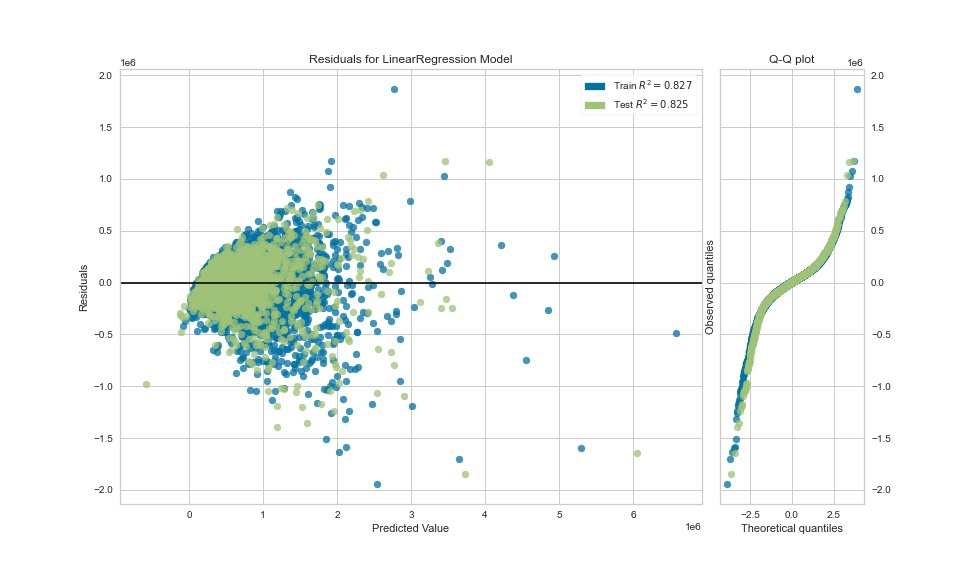 Residuals for LinearRegression Model
1e6
2.0
1.5
1.0
0.5
0.0
−0.5
−1.0
−1.5
−2.0
Residuals
Train R² = 0.827
Test R² = 0.825
0 1 2 3 4 5 6
1e6
Predicted Value
Q-Q plot
1e6
2.0
1.5
1.0
0.5
0.0
−0.5
−1.0
−1.5
−2.0
Observed quantiles
−2.5 0.0 2.5
Theoretical quantiles